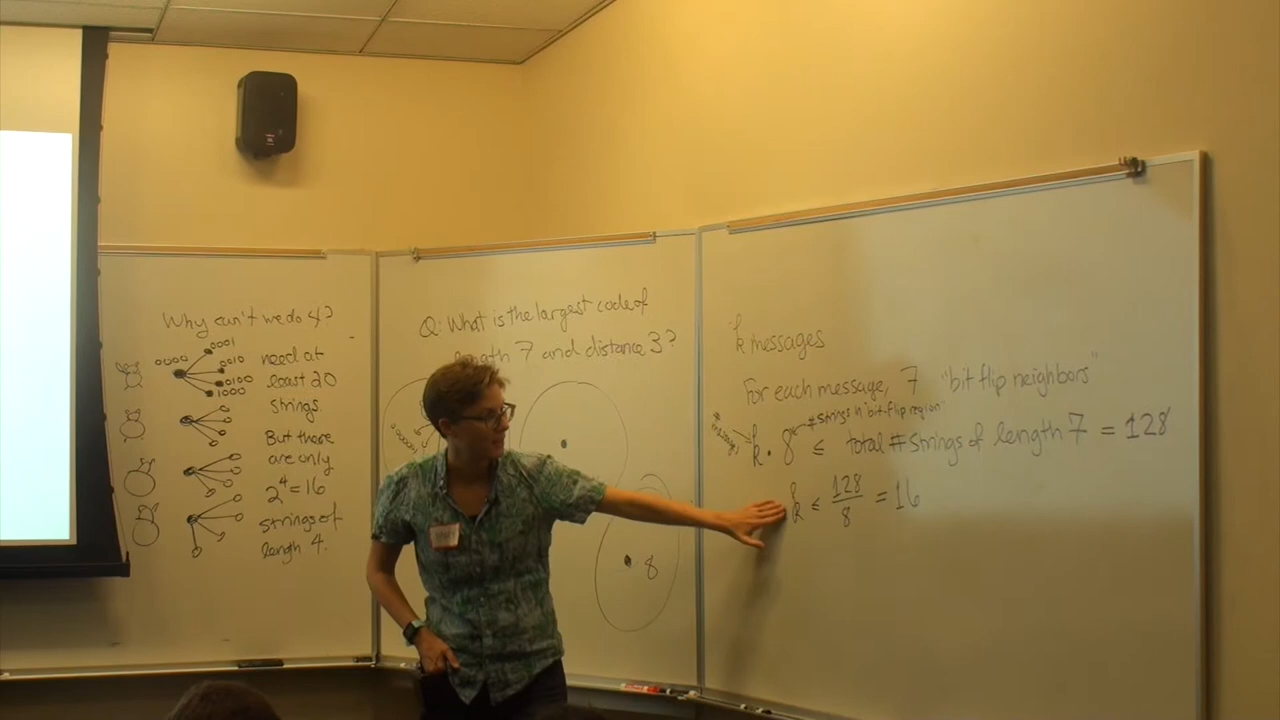 Why can't we do 4?
0000
0001
0010
0100
1000
need at
least 20
strings.
But there
are only
2⁴ = 16
strings of
length 4.
Q: What is the largest code of
length 7 and distance 3?
8
k messages
For each message, 7 "bit flip neighbors"
# strings in "bit-flip region"
# messages
k · 8 ≤ total # strings of length 7 = 128
k ≤ 128/8 = 16